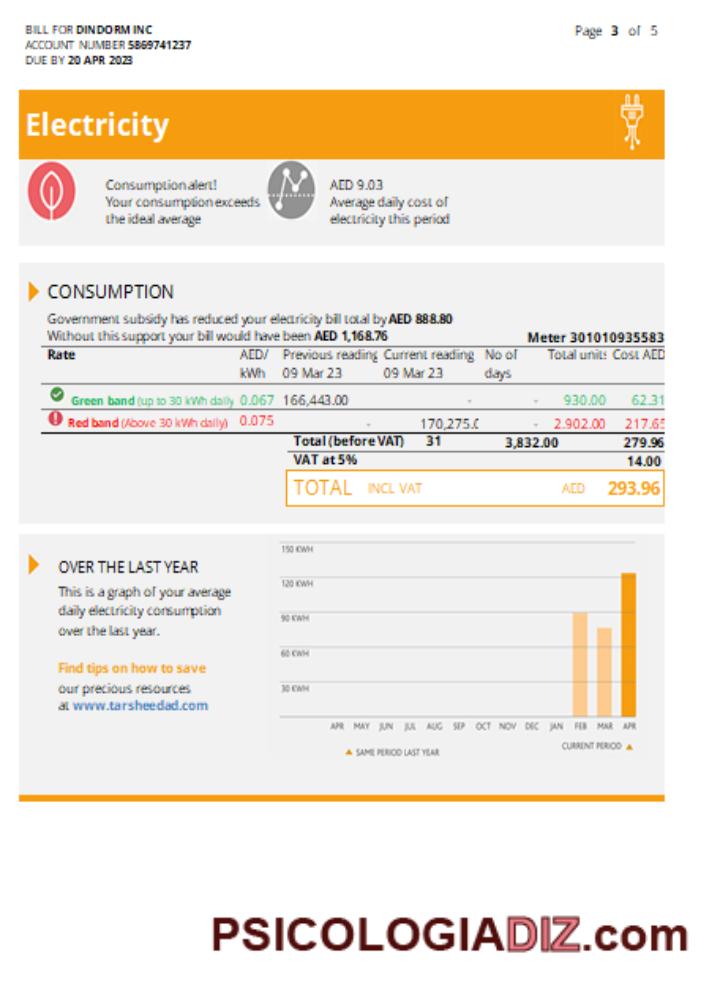 BILL FOR DINDORM INC
Page 3 of 5
ACCOUNT NUMBER 5869741237
DUE BY 20 APR 2023
Electricity
Consumption alert!
Your consumption exceeds
the ideal average
AED 9.03
Average daily cost of
electricity this period
CONSUMPTION
Government subsidy has reduced your electricity bill total by AED 888.80
Without this support your bill would have been AED 1,168.76
Meter 301010935583
Rate AED/ Previous reading Current reading No of Total units Cost AED
kWh 09 Mar 23 09 Mar 23 days
Green band (up to 30 kWh daily 0.067 166,443.00 - - 930.00 62.31
Red band (Above 30 kWh daily) 0.075 - 170,275.0 - 2.902.00 217.65
Total (before VAT) 31 3,832.00 279.96
VAT at 5% 14.00
TOTAL INCL VAT AED 293.96
OVER THE LAST YEAR
This is a graph of your average
daily electricity consumption
over the last year.
Find tips on how to save
our precious resources
at www.tarsheedad.com
150 KWH
120 KWH
90 KWH
60 KWH
30 KWH
APR MAY JUN JUL AUG SEP OCT NOV DEC JAN FEB MAR APR
SAME PERIOD LAST YEAR
CURRENT PERIOD
PSICOLOGIADIZ.com